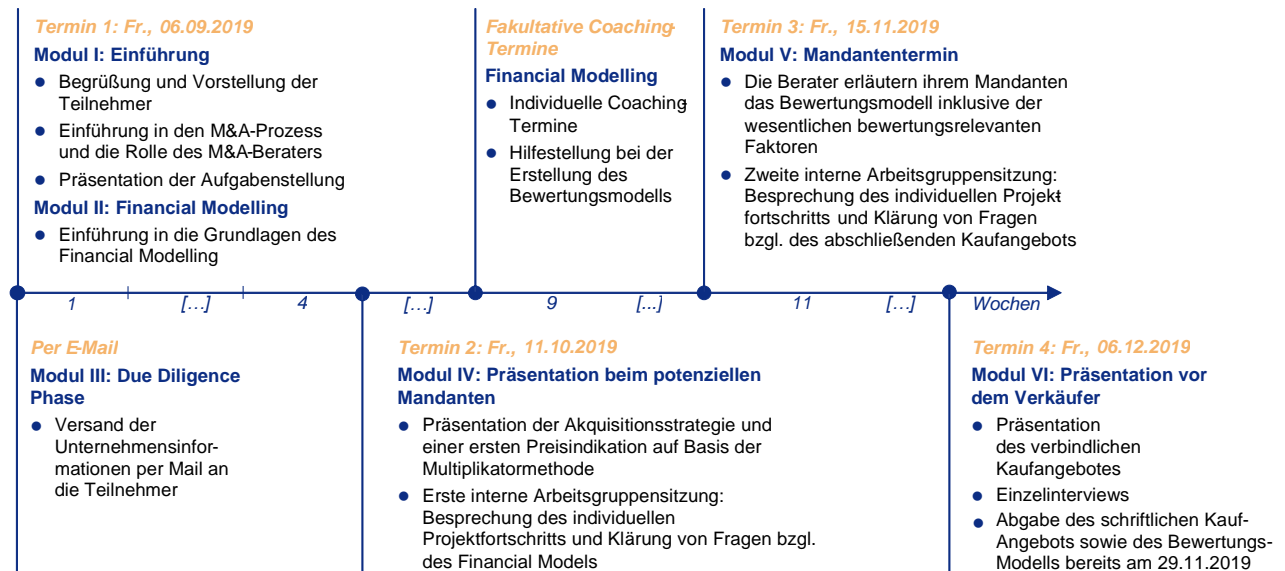 Termin 1: Fr., 06.09.2019
Modul I: Einführung
Begrüßung und Vorstellung der
Teilnehmer
Einführung in den M&A-Prozess
und die Rolle des M&A-Beraters
Präsentation der Aufgabenstellung
Modul II: Financial Modelling
Einführung in die Grundlagen des
Financial Modelling
Fakultative Coaching-
Termine
Financial Modelling
Individuelle Coaching-
Termine
Hilfestellung bei der
Erstellung des
Bewertungsmodells
Termin 3: Fr., 15.11.2019
Modul V: Mandantentermin
Die Berater erläutern ihrem Mandanten
das Bewertungsmodell inklusive der
wesentlichen bewertungsrelevanten
Faktoren
Zweite interne Arbeitsgruppensitzung:
Besprechung des individuellen Projekt-
fortschritts und Klärung von Fragen
bzgl. des abschließenden Kaufangebots
1 […] 4 […] 9 […] 11 […] Wochen
Per E-Mail
Modul III: Due Diligence
Phase
Versand der
Unternehmensinfor-
mationen per Mail an
die Teilnehmer
Termin 2: Fr., 11.10.2019
Modul IV: Präsentation beim potenziellen
Mandanten
Präsentation der Akquisitionsstrategie und
einer ersten Preisindikation auf Basis der
Multiplikatormethode
Erste interne Arbeitsgruppensitzung:
Besprechung des individuellen
Projektfortschritts und Klärung von Fragen bzgl.
des Financial Models
Termin 4: Fr., 06.12.2019
Modul VI: Präsentation vor
dem Verkäufer
Präsentation
des verbindlichen
Kaufangebotes
Einzelinterviews
Abgabe des schriftlichen Kauf-
Angebots sowie des Bewertungs-
Modells bereits am 29.11.2019